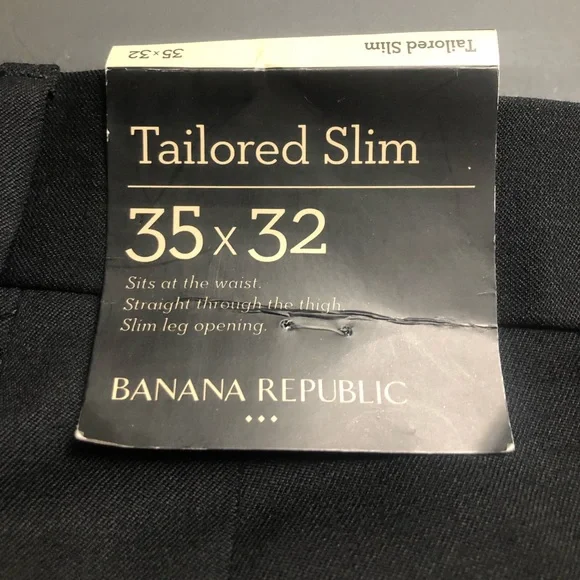 35x32 Tailored Slim
Tailored Slim
35 x 32
Sits at the waist.
Straight through the thigh.
Slim leg opening.
BANANA REPUBLIC